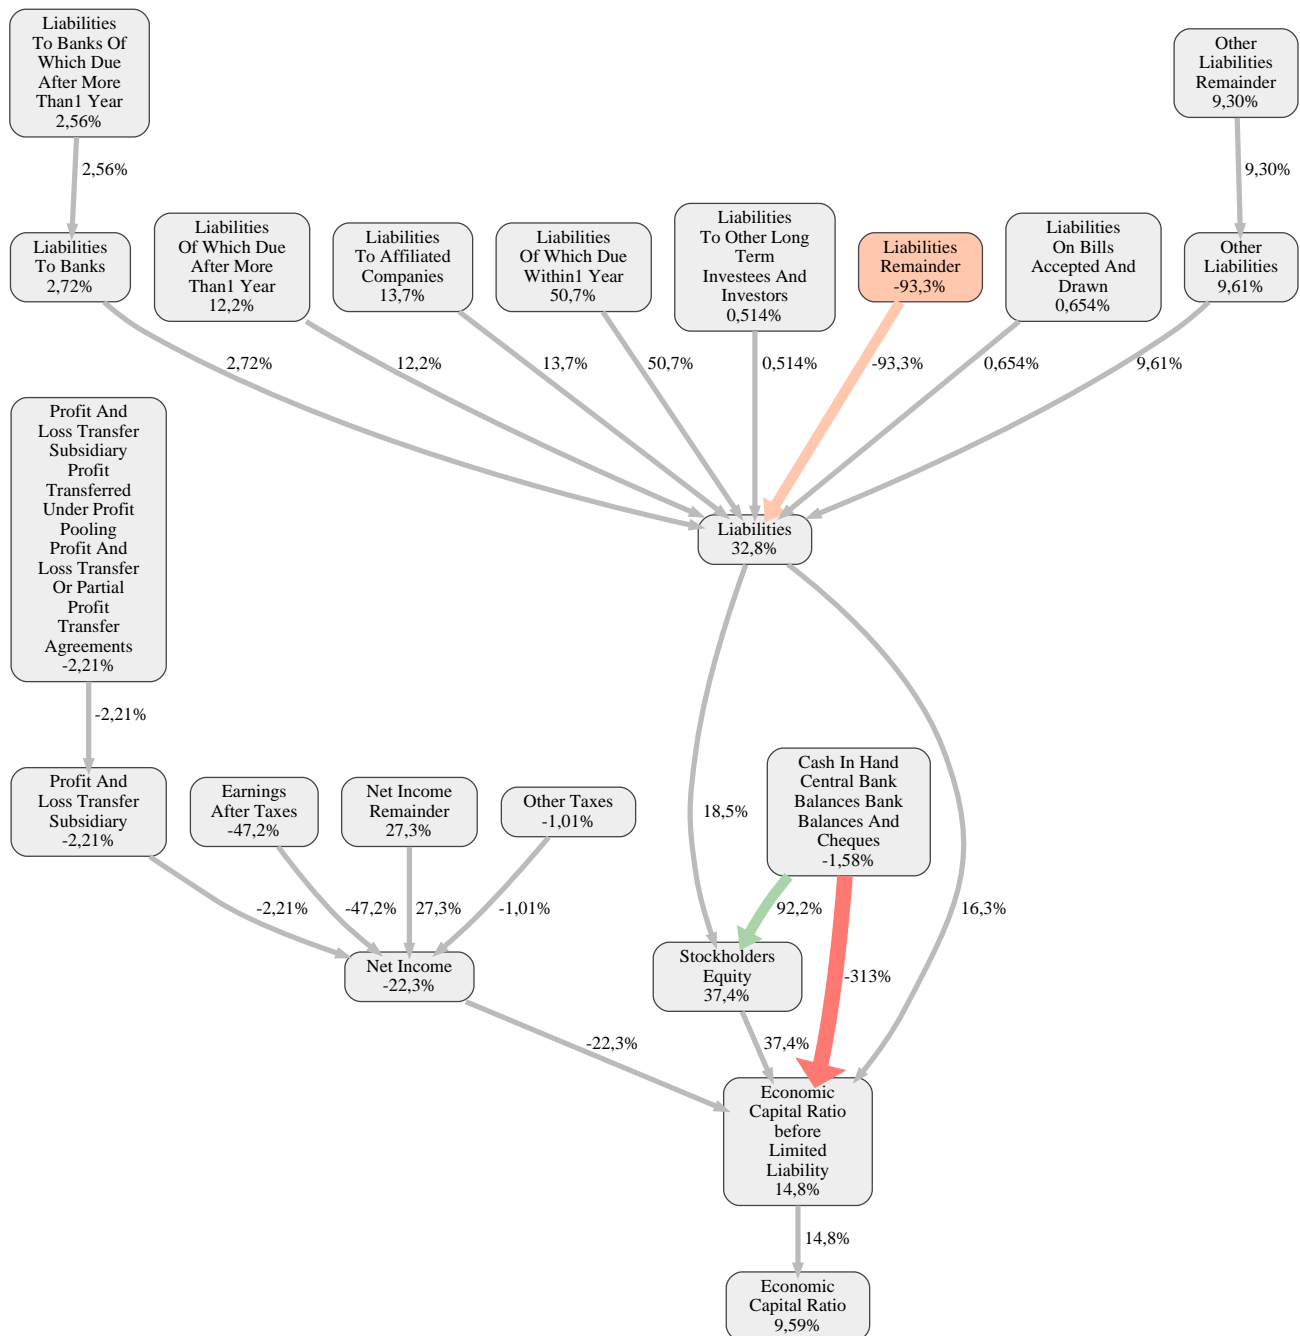 Liabilities
To Banks Of
Which Due
After More
Than1 Year
2,56%
Other
Liabilities
Remainder
9,30%
2,56%
9,30%
Liabilities
To Banks
2,72%
Liabilities
Of Which Due
After More
Than1 Year
12,2%
Liabilities
To Affiliated
Companies
13,7%
Liabilities
Of Which Due
Within1 Year
50,7%
Liabilities
To Other Long
Term
Investees And
Investors
0,514%
Liabilities
Remainder
-93,3%
Liabilities
On Bills
Accepted And
Drawn
0,654%
Other
Liabilities
9,61%
2,72%
12,2%
13,7%
50,7%
0,514%
-93,3%
0,654%
9,61%
Profit And
Loss Transfer
Subsidiary
Profit
Transferred
Under Profit
Pooling
Profit And
Loss Transfer
Or Partial
Profit
Transfer
Agreements
-2,21%
Liabilities
32,8%
-2,21%
Profit And
Loss Transfer
Subsidiary
-2,21%
Earnings
After Taxes
-47,2%
Net Income
Remainder
27,3%
Other Taxes
-1,01%
18,5%
Cash In Hand
Central Bank
Balances Bank
Balances And
Cheques
-1,58%
-2,21%
-47,2%
27,3%
-1,01%
92,2%
16,3%
Net Income
-22,3%
Stockholders
Equity
37,4%
-313%
-22,3%
37,4%
Economic
Capital Ratio
before
Limited
Liability
14,8%
14,8%
Economic
Capital Ratio
9,59%